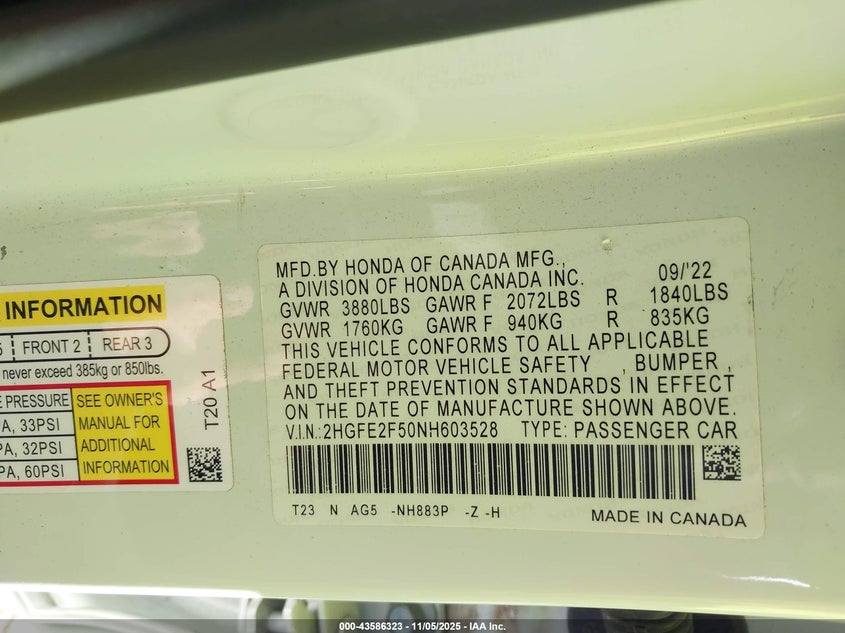 MFD.BY HONDA OF CANADA MFG.,
A DIVISION OF HONDA CANADA INC. 09/'22
GVWR 3880LBS GAWR F 2072LBS R 1840LBS
GVWR 1760KG GAWR F 940KG R 835KG
THIS VEHICLE CONFORMS TO ALL APPLICABLE
FEDERAL MOTOR VEHICLE SAFETY , BUMPER ,
AND THEFT PREVENTION STANDARDS IN EFFECT
ON THE DATE OF MANUFACTURE SHOWN ABOVE.
V.I.N.:2HGFE2F50NH603528 TYPE: PASSENGER CAR
T23 N AG5 -NH883P -Z -H
MADE IN CANADA
INFORMATION
FRONT 2 REAR 3
never exceed 385kg or 850lbs.
PRESSURE
33PSI
32PSI
60PSI
SEE OWNER'S
MANUAL FOR
ADDITIONAL
INFORMATION
T20 A1
000-43586323 - 11/05/2025 - IAA Inc.